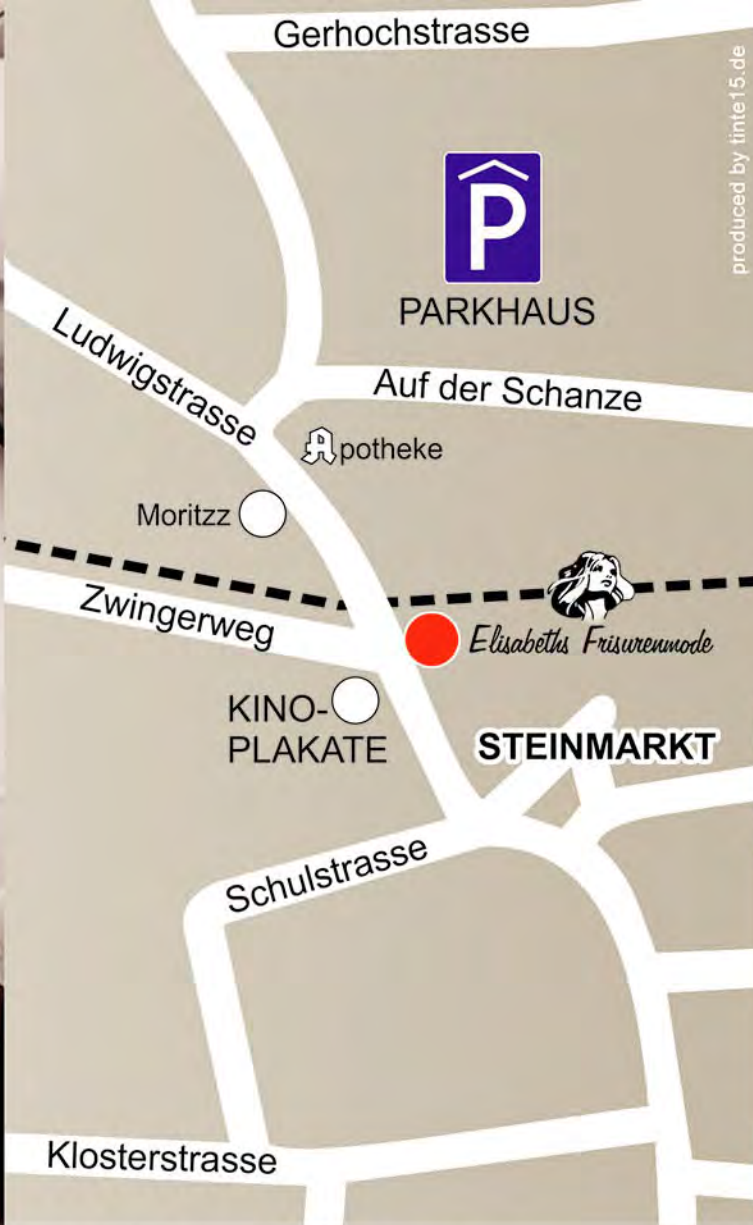 Gerhochstrasse
produced by tinte15.de
P
PARKHAUS
Ludwigstrasse
Auf der Schanze
Apotheke
Moritzz
Zwingerweg
Elisabeths Frisurenmode
KINO-
PLAKATE
STEINMARKT
Schulstrasse
Klosterstrasse